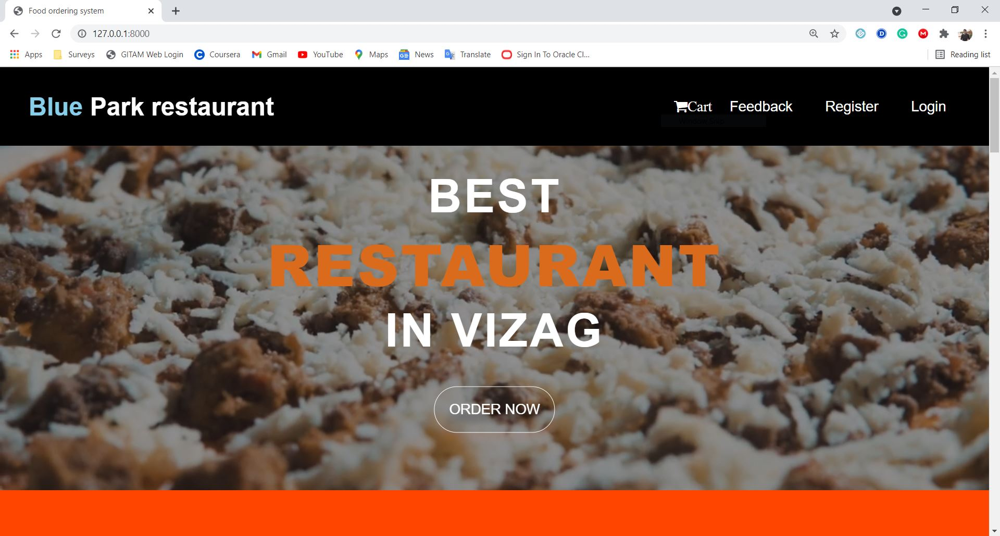 Food ordering system
127.0.0.1:8000
Apps Surveys GITAM Web Login Coursera Gmail YouTube Maps News Translate Sign In To Oracle Cl... Reading list
Blue Park restaurant Cart Feedback Register Login
Window Snip
BEST
RESTAURANT
IN VIZAG
ORDER NOW